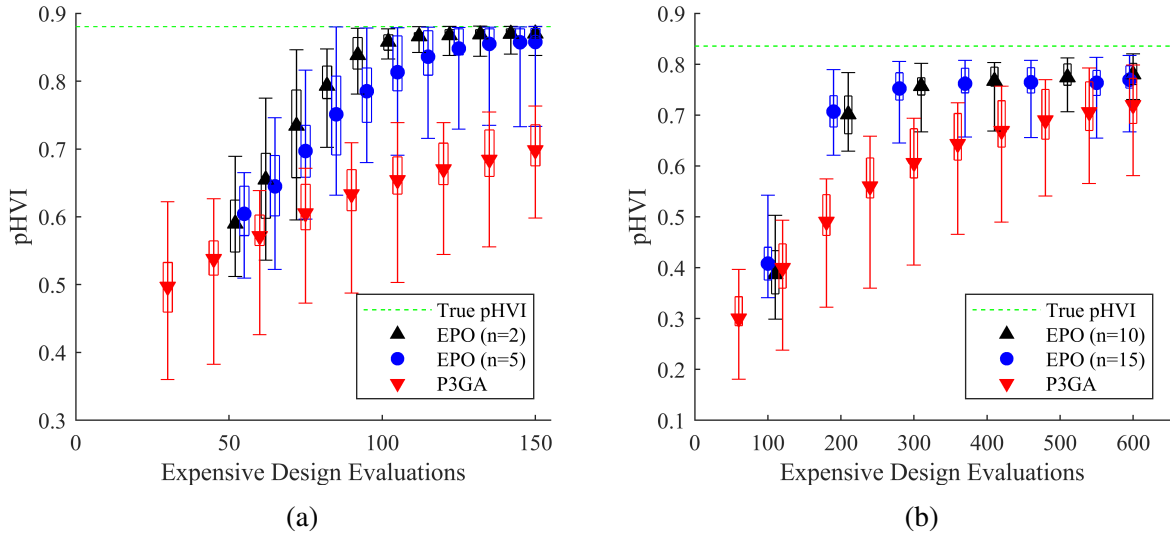 0.9
0.8
0.7
0.6
0.5
0.4
0.3
pHVI
0
50
100
150
Expensive Design Evaluations
True pHVI
EPO (n=2)
EPO (n=5)
P3GA
(a)
0.9
0.8
0.7
0.6
0.5
0.4
0.3
0.2
0.1
pHVI
0
100
200
300
400
500
600
Expensive Design Evaluations
True pHVI
EPO (n=10)
EPO (n=15)
P3GA
(b)